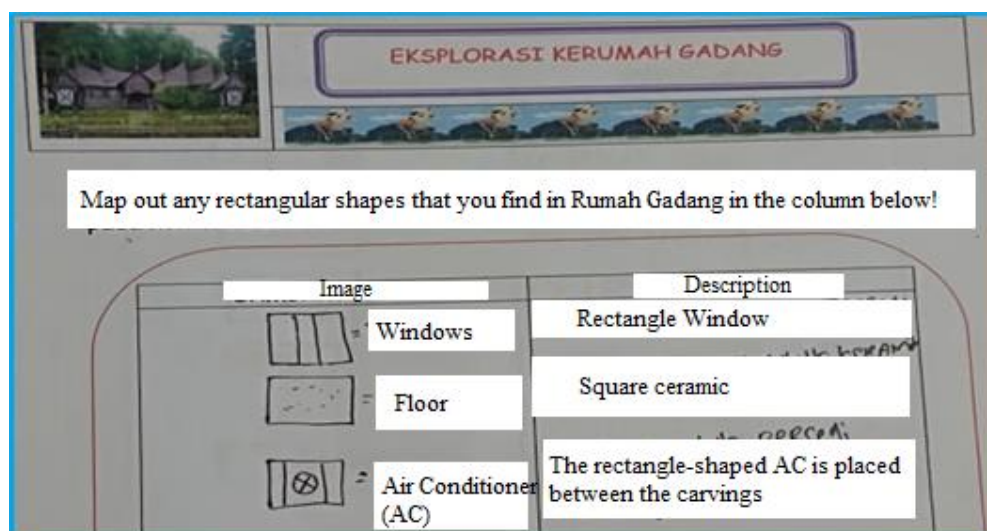 EKSPLORASI KERUMAH GADANG
Map out any rectangular shapes that you find in Rumah Gadang in the column below!
Image
Description
= Windows
Rectangle Window
= Floor
Square ceramic
= Air Conditioner
(AC)
The rectangle-shaped AC is placed
between the carvings